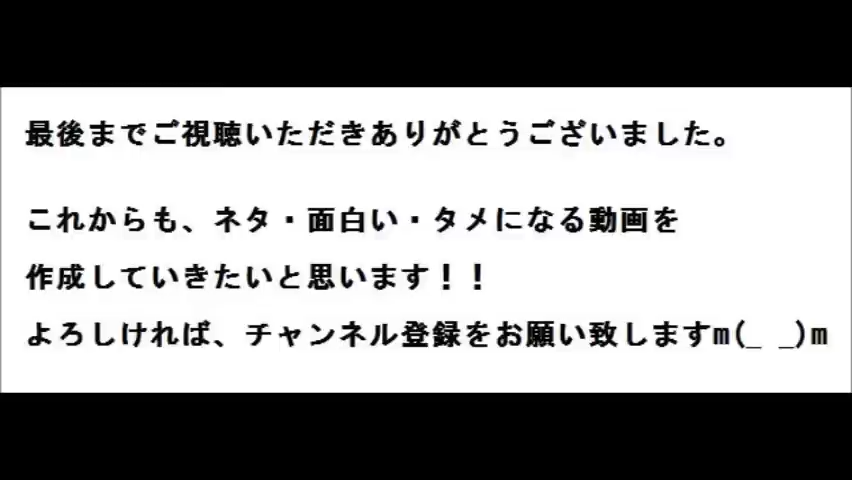 最後までご視聴いただきありがとうございました。
これからも、ネタ・面白い・タメになる動画を
作成していきたいと思います！！
よろしければ、チャンネル登録をお願い致しますm(_ _)m